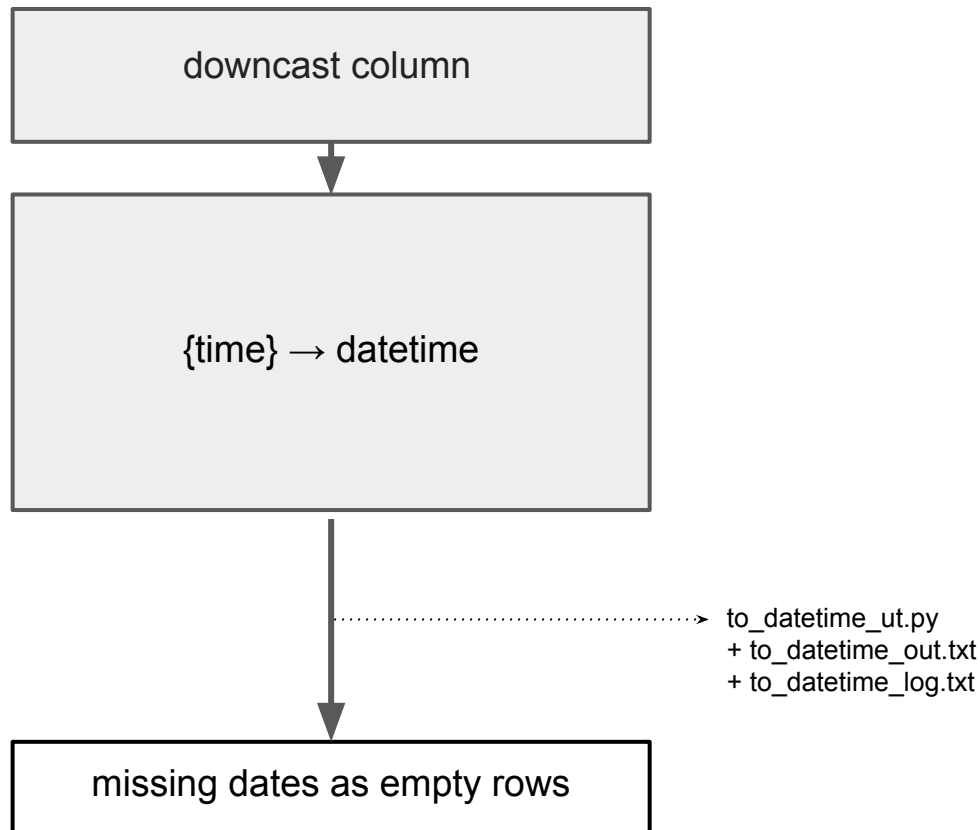 downcast column
{time} → datetime
to_datetime_ut.py
+ to_datetime_out.txt
+ to_datetime_log.txt
missing dates as empty rows